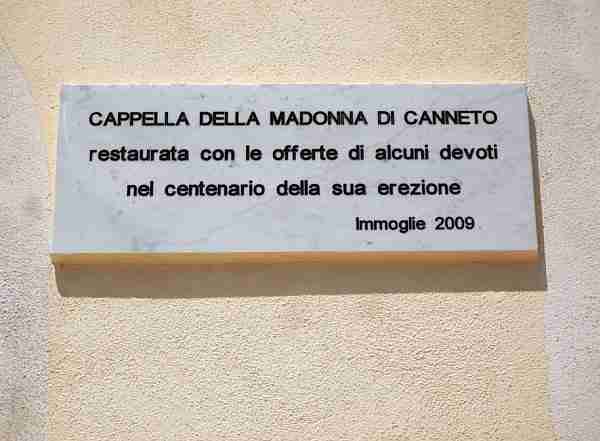 CAPPELLA DELLA MADONNA DI CANNETO
restaurata con le offerte di alcuni devoti
nel centenario della sua erezione
Immoglie 2009